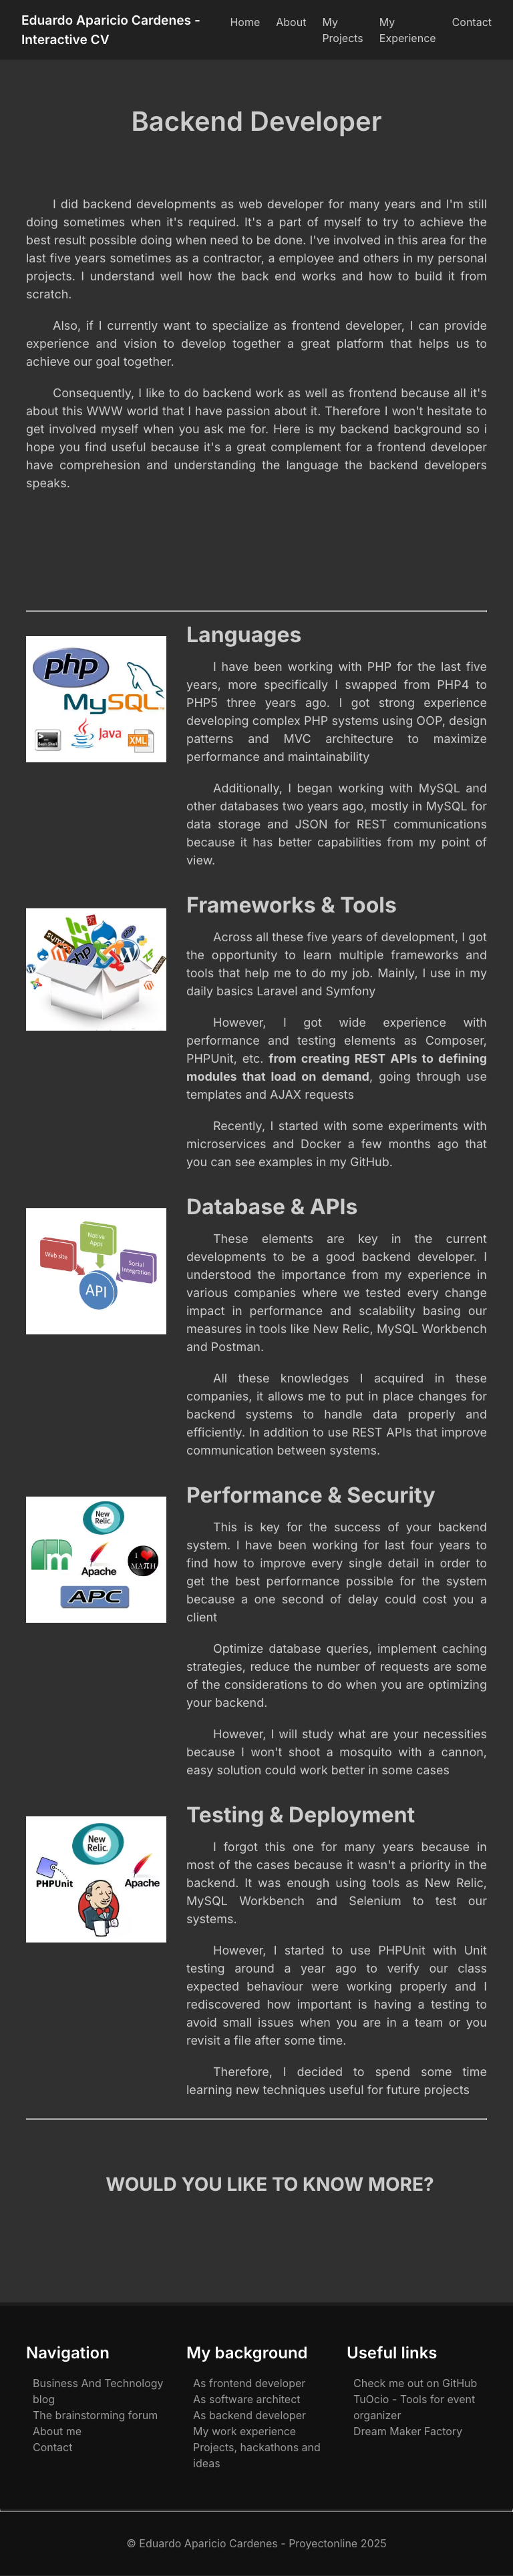 Eduardo Aparicio Cardenes -
Interactive CV
Home
About
My
Projects
My
Experience
Contact
Backend Developer
I did backend developments as web developer for many years and I'm still
doing sometimes when it's required. It's a part of myself to try to achieve the
best result possible doing when need to be done. I've involved in this area for the
last five years sometimes as a contractor, a employee and others in my personal
projects. I understand well how the back end works and how to build it from
scratch.
Also, if I currently want to specialize as frontend developer, I can provide
experience and vision to develop together a great platform that helps us to
achieve our goal together.
Consequently, I like to do backend work as well as frontend because all it's
about this WWW world that I have passion about it. Therefore I won't hesitate to
get involved myself when you ask me for. Here is my backend background so i
hope you find useful because it's a great complement for a frontend developer
have comprehesion and understanding the language the backend developers
speaks.
php
MySQL
Java
XML
Languages
I have been working with PHP for the last five
years, more specifically I swapped from PHP4 to
PHP5 three years ago. I got strong experience
developing complex PHP systems using OOP, design
patterns and MVC architecture to maximize
performance and maintainability
Additionally, I began working with MySQL and
other databases two years ago, mostly in MySQL for
data storage and JSON for REST communications
because it has better capabilities from my point of
view.
php
Frameworks & Tools
Across all these five years of development, I got
the opportunity to learn multiple frameworks and
tools that help me to do my job. Mainly, I use in my
daily basics Laravel and Symfony
However, I got wide experience with
performance and testing elements as Composer,
PHPUnit, etc. from creating REST APIs to defining
modules that load on demand, going through use
templates and AJAX requests
Recently, I started with some experiments with
microservices and Docker a few months ago that
you can see examples in my GitHub.
Web site
Native
Apps
Social
Integration
API
Database & APIs
These elements are key in the current
developments to be a good backend developer. I
understood the importance from my experience in
various companies where we tested every change
impact in performance and scalability basing our
measures in tools like New Relic, MySQL Workbench
and Postman.
All these knowledges I acquired in these
companies, it allows me to put in place changes for
backend systems to handle data properly and
efficiently. In addition to use REST APIs that improve
communication between systems.
New
Relic
Apache
I
MAΠH
APC
Performance & Security
This is key for the success of your backend
system. I have been working for last four years to
find how to improve every single detail in order to
get the best performance possible for the system
because a one second of delay could cost you a
client
Optimize database queries, implement caching
strategies, reduce the number of requests are some
of the considerations to do when you are optimizing
your backend.
However, I will study what are your necessities
because I won't shoot a mosquito with a cannon,
easy solution could work better in some cases
New
Relic.
PHPUnit
Apache
Testing & Deployment
I forgot this one for many years because in
most of the cases because it wasn't a priority in the
backend. It was enough using tools as New Relic,
MySQL Workbench and Selenium to test our
systems.
However, I started to use PHPUnit with Unit
testing around a year ago to verify our class
expected behaviour were working properly and I
rediscovered how important is having a testing to
avoid small issues when you are in a team or you
revisit a file after some time.
Therefore, I decided to spend some time
learning new techniques useful for future projects
WOULD YOU LIKE TO KNOW MORE?
Navigation
Business And Technology
blog
The brainstorming forum
About me
Contact
My background
As frontend developer
As software architect
As backend developer
My work experience
Projects, hackathons and
ideas
Useful links
Check me out on GitHub
TuOcio - Tools for event
organizer
Dream Maker Factory
© Eduardo Aparicio Cardenes - Proyectonline 2025